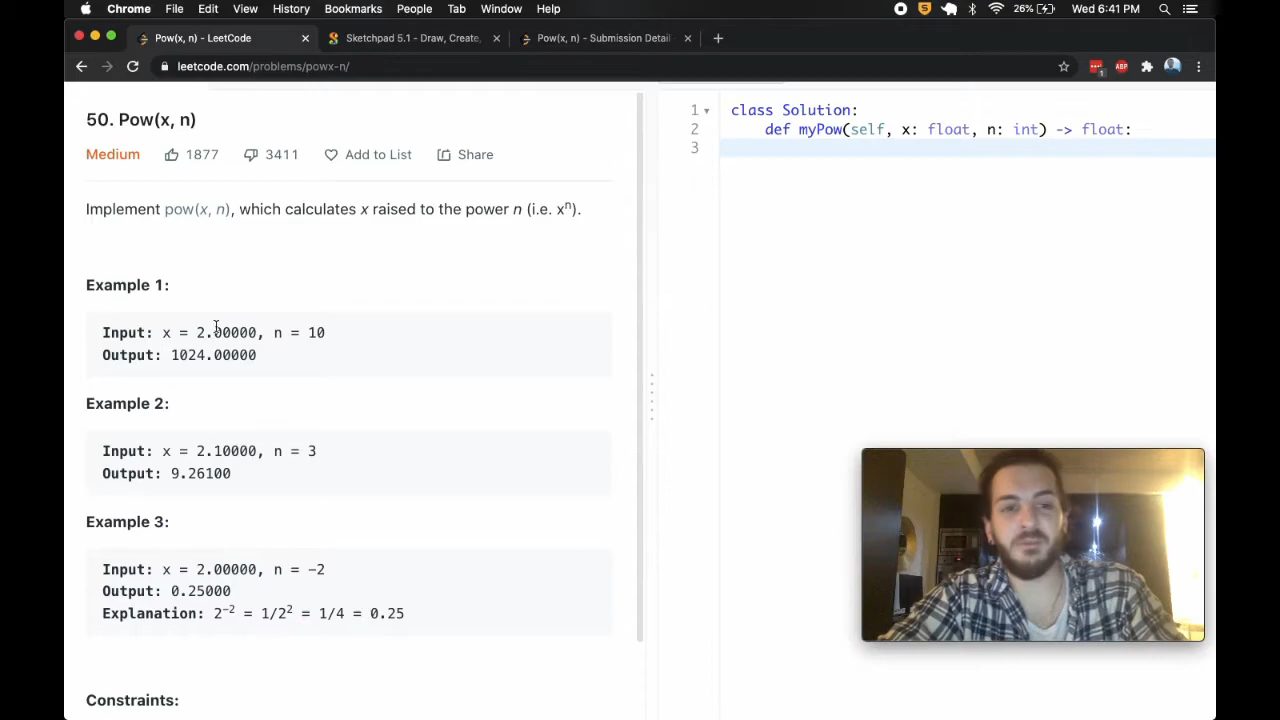 Chrome File Edit View History Bookmarks People Tab Window Help
26% Wed 6:41 PM
Pow(x, n) - LeetCode
Sketchpad 5.1 - Draw, Create,
Pow(x, n) - Submission Detail
leetcode.com/problems/powx-n/
50. Pow(x, n)
Medium 1877 3411 Add to List Share
Implement pow(x, n), which calculates x raised to the power n (i.e. xⁿ).
Example 1:
Input: x = 2.00000, n = 10
Output: 1024.00000
Example 2:
Input: x = 2.10000, n = 3
Output: 9.26100
Example 3:
Input: x = 2.00000, n = -2
Output: 0.25000
Explanation: 2⁻² = 1/2² = 1/4 = 0.25
Constraints:
1 class Solution:
2 def myPow(self, x: float, n: int) -> float:
3